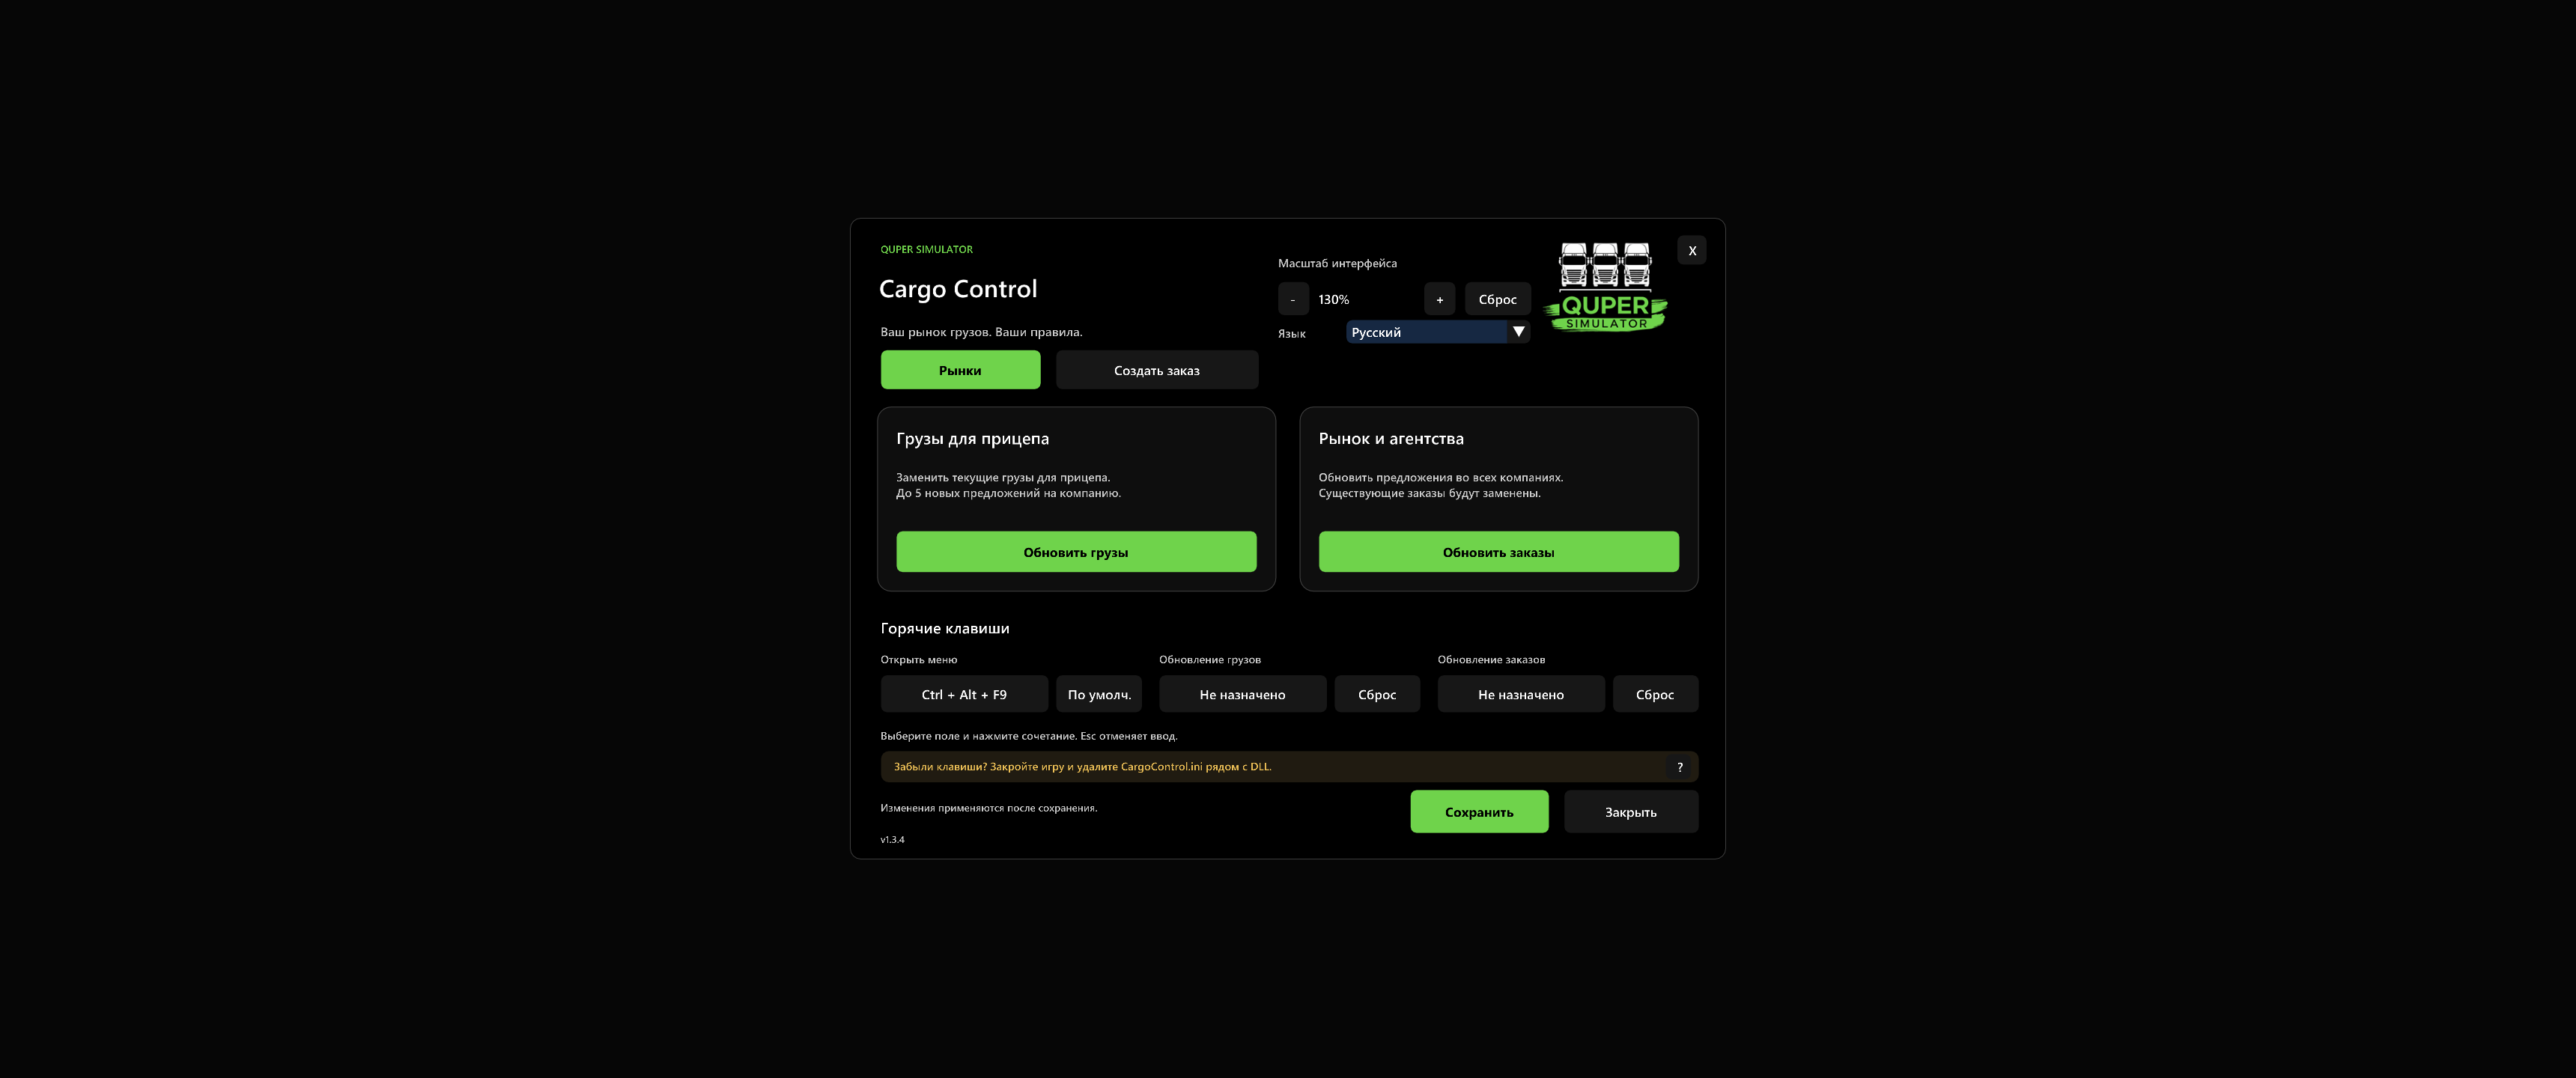 QUPER SIMULATOR
X
Масштаб интерфейса
Cargo Control
- 130% + Сброс
QUPER
SIMULATOR
Ваш рынок грузов. Ваши правила.
Язык Русский
Рынки Создать заказ
Грузы для прицепа
Заменить текущие грузы для прицепа.
До 5 новых предложений на компанию.
Обновить грузы
Рынок и агентства
Обновить предложения во всех компаниях.
Существующие заказы будут заменены.
Обновить заказы
Горячие клавиши
Открыть меню Обновление грузов Обновление заказов
Ctrl + Alt + F9 По умолч. Не назначено Сброс Не назначено Сброс
Выберите поле и нажмите сочетание. Esc отменяет ввод.
Забыли клавиши? Закройте игру и удалите CargoControl.ini рядом с DLL. ?
Изменения применяются после сохранения.
Сохранить Закрыть
v1.3.4